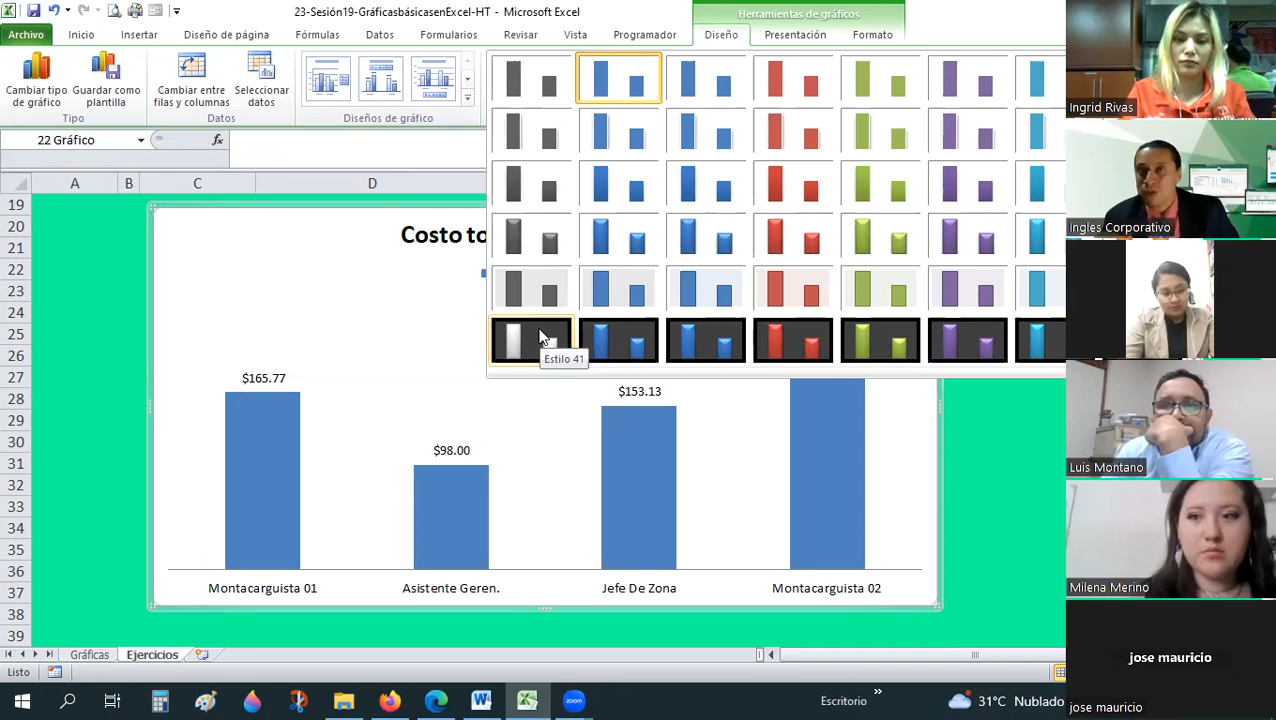 23-Sesión19-GráficasbásicasenExcel-HT - Microsoft Excel
Herramientas de gráficos
Archivo
Inicio
Insertar
Diseño de página
Fórmulas
Datos
Formularios
Revisar
Vista
Programador
Diseño
Presentación
Formato
Cambiar tipo de gráfico
Guardar como plantilla
Cambiar entre filas y columnas
Seleccionar datos
Tipo
Datos
Diseños de gráfico
22 Gráfico
fx
A B C D
19
20
21
22
23
24
25
26
27
28
29
30
31
32
33
34
35
36
37
38
39
Costo to
Estilo 41
$165.77
$98.00
$153.13
Montacarguista 01
Asistente Geren.
Jefe De Zona
Montacarguista 02
Gráficas
Ejercicios
Listo
Escritorio
31°C Nublado
Ingrid Rivas
Ingles Corporativo
Luis Montano
Milena Merino
jose mauricio
jose mauricio